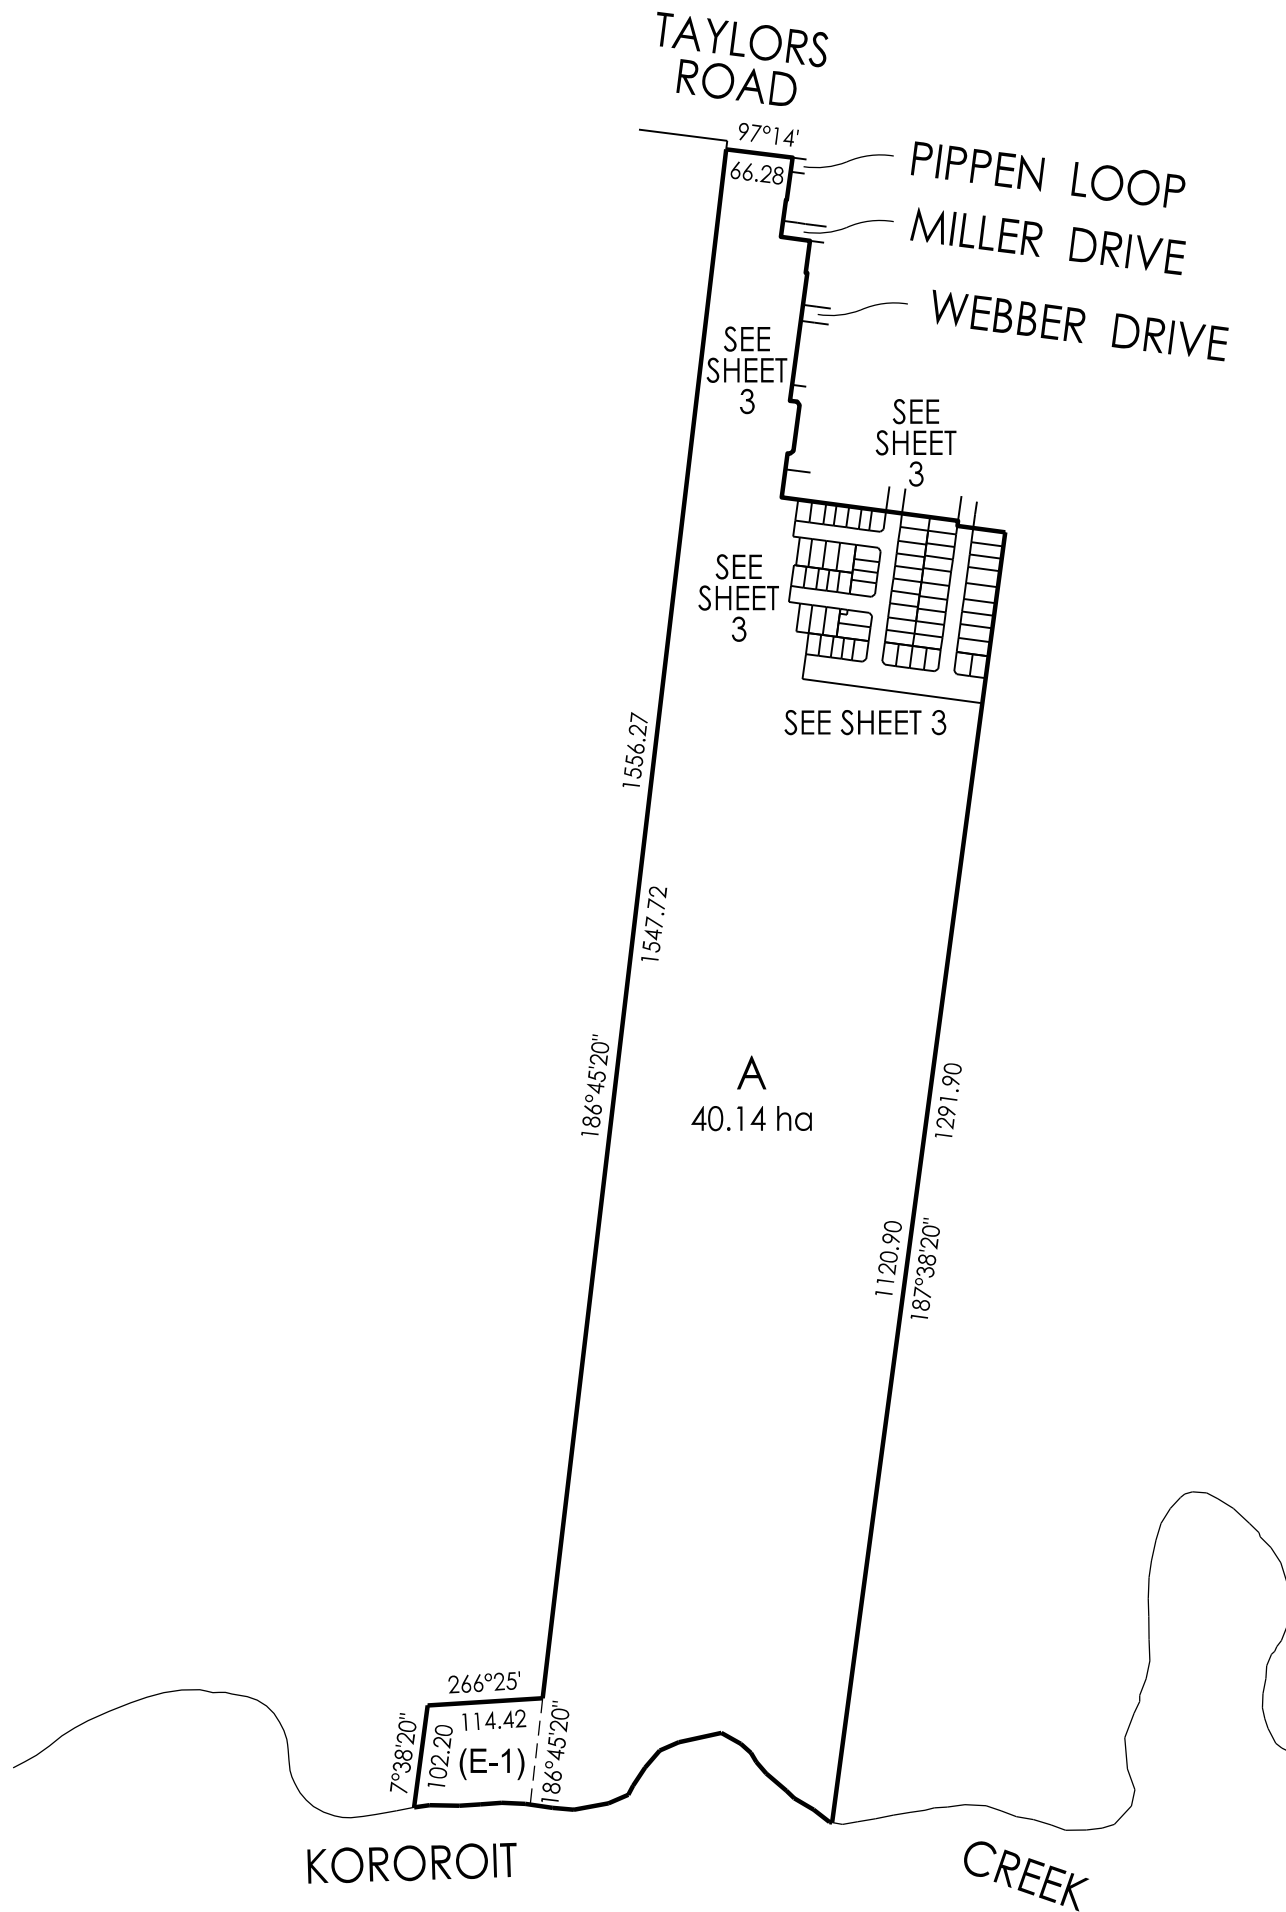 TAYLORS
ROAD
97°14'
66.28
PIPPEN LOOP
MILLER DRIVE
WEBBER DRIVE
SEE
SHEET
3
SEE
SHEET
3
SEE
SHEET
3
SEE SHEET 3
1556.27
1547.72
186°45'20"
A
40.14 ha
1291.90
1120.90
187°38'20"
266°25'
114.42
7°38'20"
102.20
(E-1)
186°45'20"
KOROROIT
CREEK